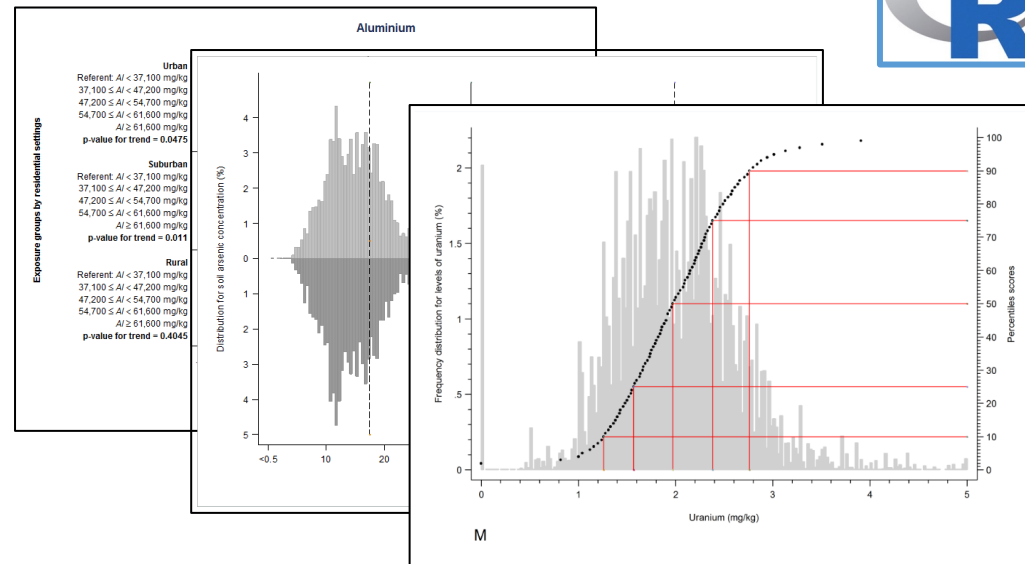 Aluminium
Exposure groups by residential settings
Urban
Referent: Al < 37,100 mg/kg
37,100 ≤ Al < 47,200 mg/kg
47,200 ≤ Al < 54,700 mg/kg
54,700 ≤ Al < 61,600 mg/kg
Al ≥ 61,600 mg/kg
p-value for trend = 0.0475
Suburban
Referent: Al < 37,100 mg/kg
37,100 ≤ Al < 47,200 mg/kg
47,200 ≤ Al < 54,700 mg/kg
54,700 ≤ Al < 61,600 mg/kg
Al ≥ 61,600 mg/kg
p-value for trend = 0.011
Rural
Referent: Al < 37,100 mg/kg
37,100 ≤ Al < 47,200 mg/kg
47,200 ≤ Al < 54,700 mg/kg
54,700 ≤ Al < 61,600 mg/kg
Al ≥ 61,600 mg/kg
p-value for trend = 0.4045
Distribution for soil arsenic concentration (%)
4
3
2
1
0
1
2
3
4
5
<0.5 10 20
Frequency distribution for levels of uranium (%)
2
1.5
1
.5
0
0 1 2 3 4 5
Uranium (mg/kg)
100
90
80
70
60
50
40
30
20
10
0
Percentiles scores
M
R